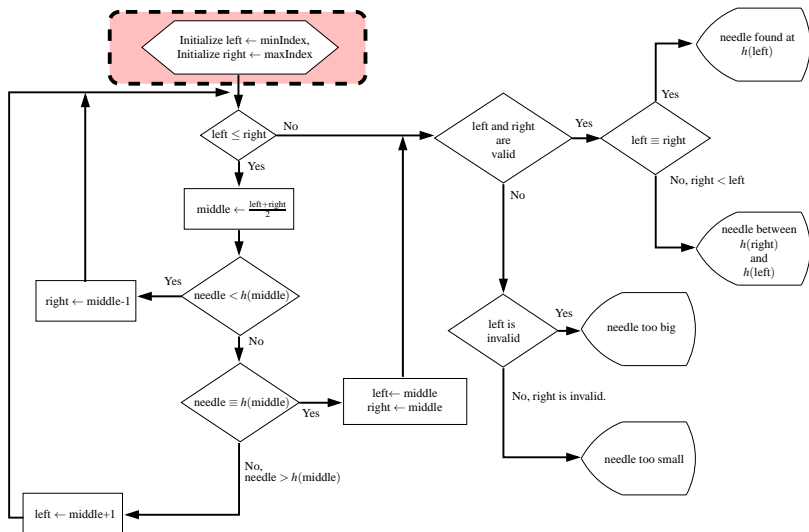 Initialize left ← minIndex,
Initialize right ← maxIndex
left ≤ right
No
Yes
middle ← left+right
2
needle < h(middle)
Yes
right ← middle-1
No
needle ≡ h(middle)
Yes
left← middle
right ← middle
No,
needle > h(middle)
left ← middle+1
left and right
are
valid
Yes
No
left ≡ right
Yes
needle found at
h(left)
No, right < left
needle between
h(right)
and
h(left)
left is
invalid
Yes
needle too big
No, right is invalid.
needle too small